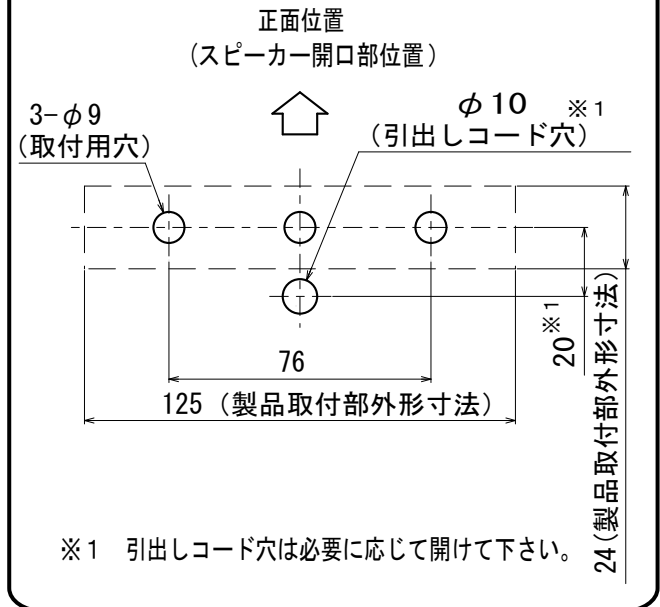 正面位置
(スピーカー開口部位置)
3-φ9
(取付用穴)
φ10 ※1
(引出しコード穴)
76
125 (製品取付部外形寸法)
20※1
24(製品取付部外形寸法)
※1 引出しコード穴は必要に応じて開けて下さい。